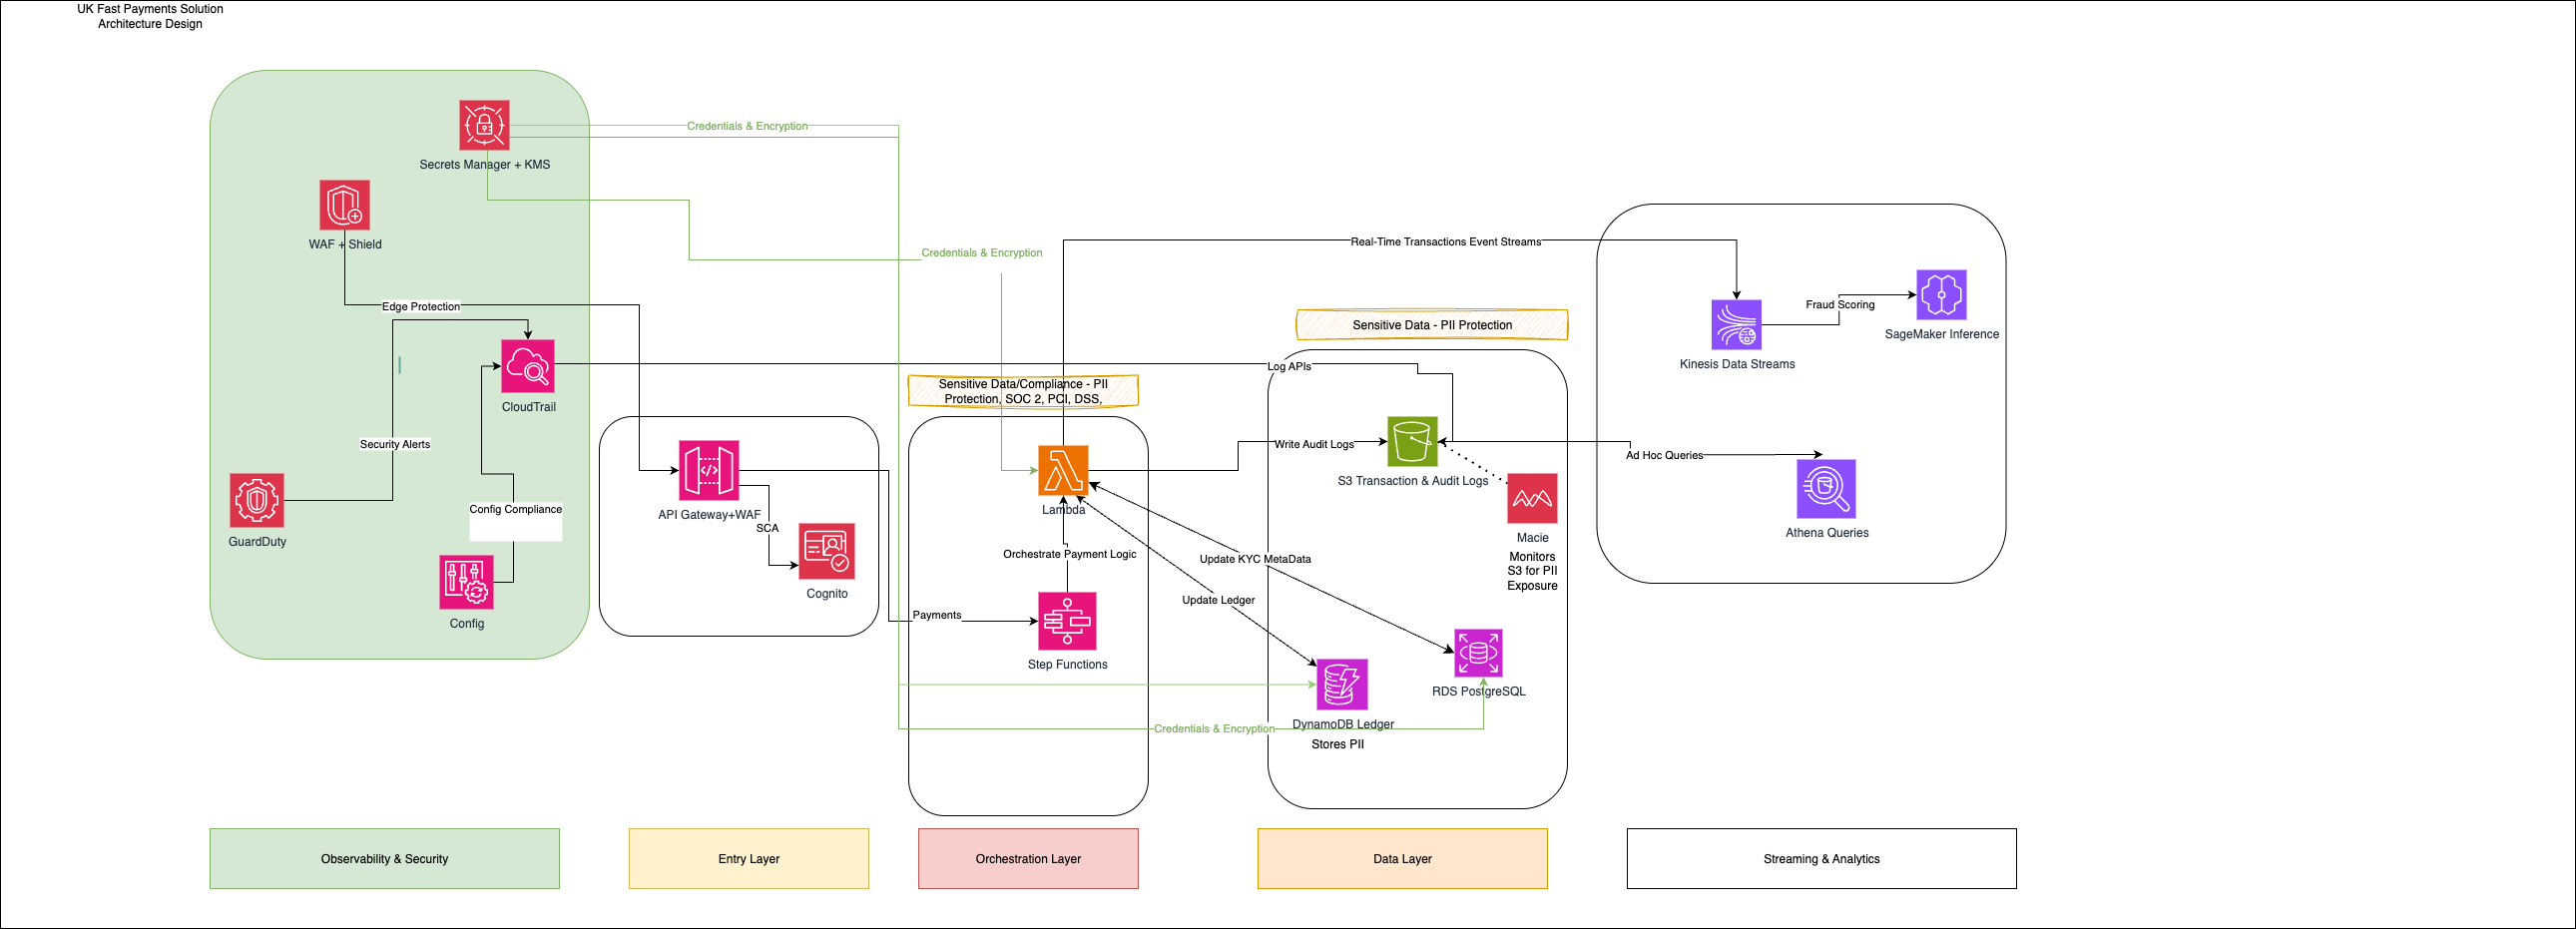 UK Fast Payments Solution
Architecture Design
Secrets Manager + KMS
Credentials & Encryption
WAF + Shield
Edge Protection
CloudTrail
Security Alerts
GuardDuty
Config Compliance
Config
API Gateway+WAF
SCA
Cognito
Payments
Credentials & Encryption
Sensitive Data/Compliance - PII
Protection, SOC 2, PCI, DSS,
Lambda
Orchestrate Payment Logic
Step Functions
Real-Time Transactions Event Streams
Sensitive Data - PII Protection
Log APIs
Write Audit Logs
S3 Transaction & Audit Logs
Macie
Monitors
S3 for PII
Exposure
Update KYC MetaData
Update Ledger
RDS PostgreSQL
DynamoDB Ledger
Credentials & Encryption
Stores PII
Fraud Scoring
SageMaker Inference
Kinesis Data Streams
Ad Hoc Queries
Athena Queries
Observability & Security
Entry Layer
Orchestration Layer
Data Layer
Streaming & Analytics